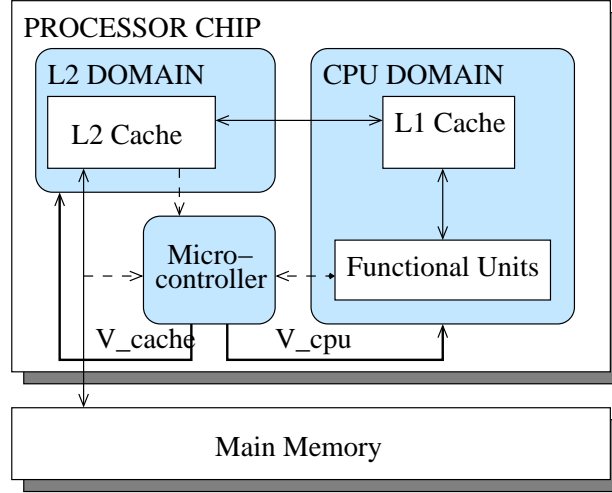 PROCESSOR CHIP
L2 DOMAIN
CPU DOMAIN
L2 Cache
L1 Cache
Micro−
controller
Functional Units
V_cache
V_cpu
Main Memory